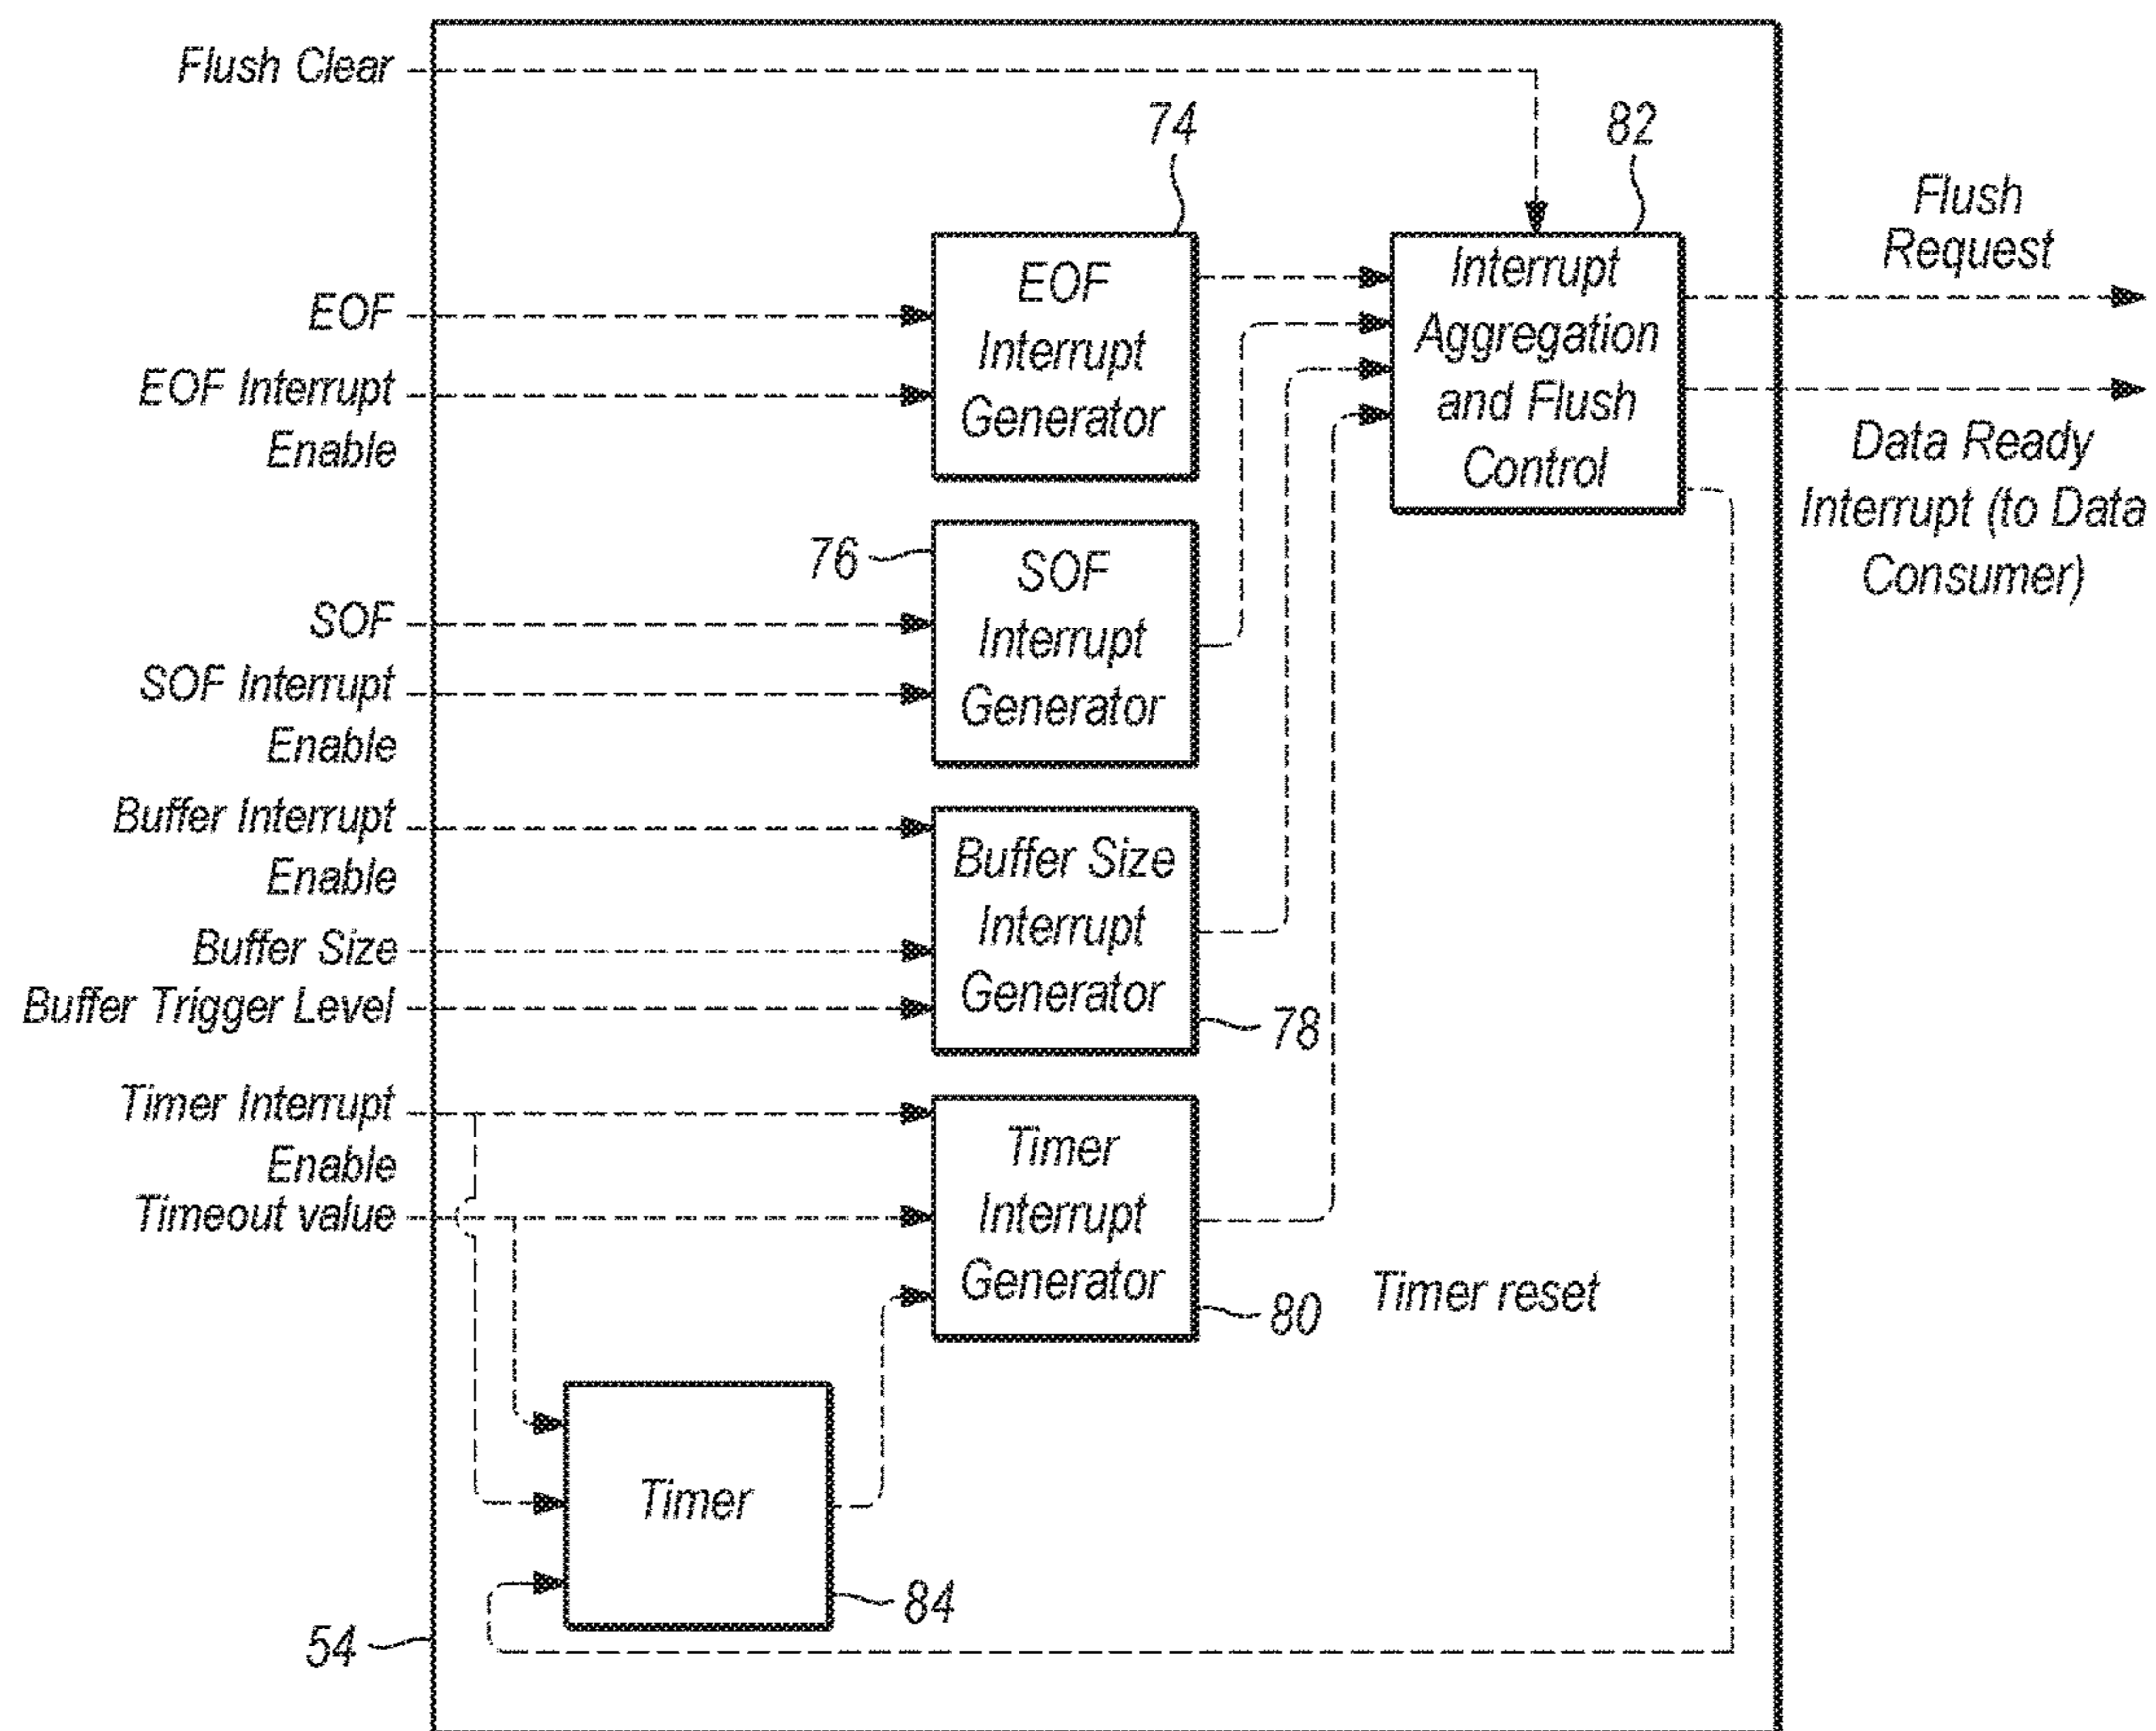 Flush Clear
74
82
Flush
Request
EOF
EOF Interrupt
Enable
EOF
Interrupt
Generator
Interrupt
Aggregation
and Flush
Control
Data Ready
Interrupt (to Data
Consumer)
76
SOF
SOF Interrupt
Enable
SOF
Interrupt
Generator
Buffer Interrupt
Enable
Buffer Size
Buffer Trigger Level
Buffer Size
Interrupt
Generator
78
Timer Interrupt
Enable
Timeout value
Timer
Interrupt
Generator
80
Timer reset
Timer
84
54